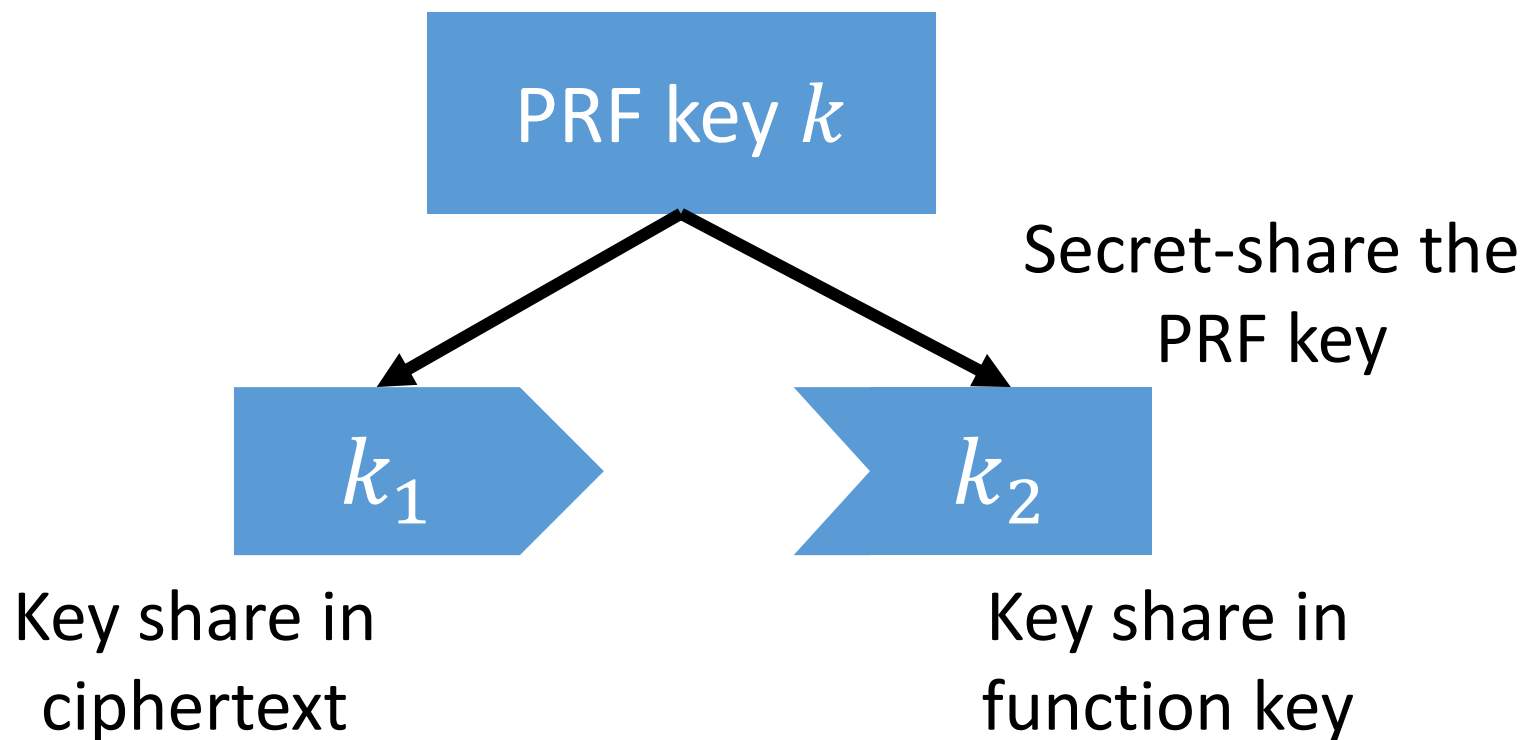 PRF key 𝑘
Secret-share the
PRF key
𝑘₁
𝑘₂
Key share in
ciphertext
Key share in
function key